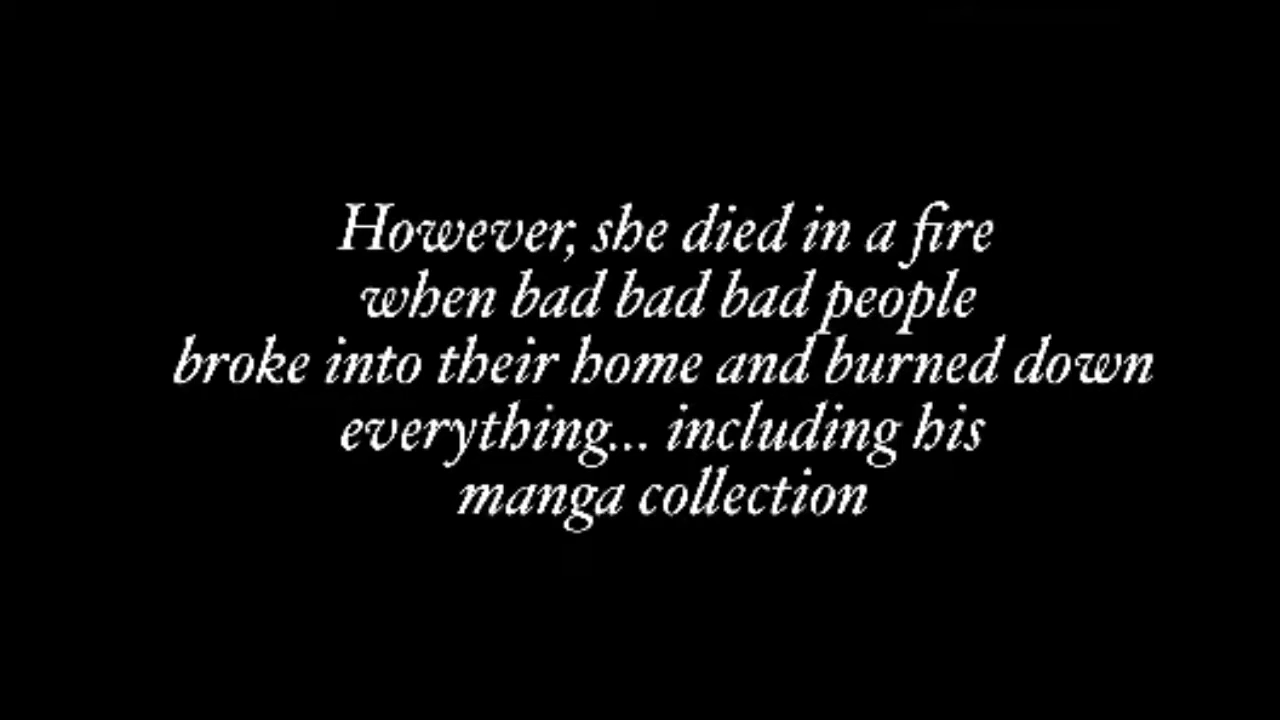 However, she died in a fire
when bad bad bad people
broke into their home and burned down
everything... including his
manga collection